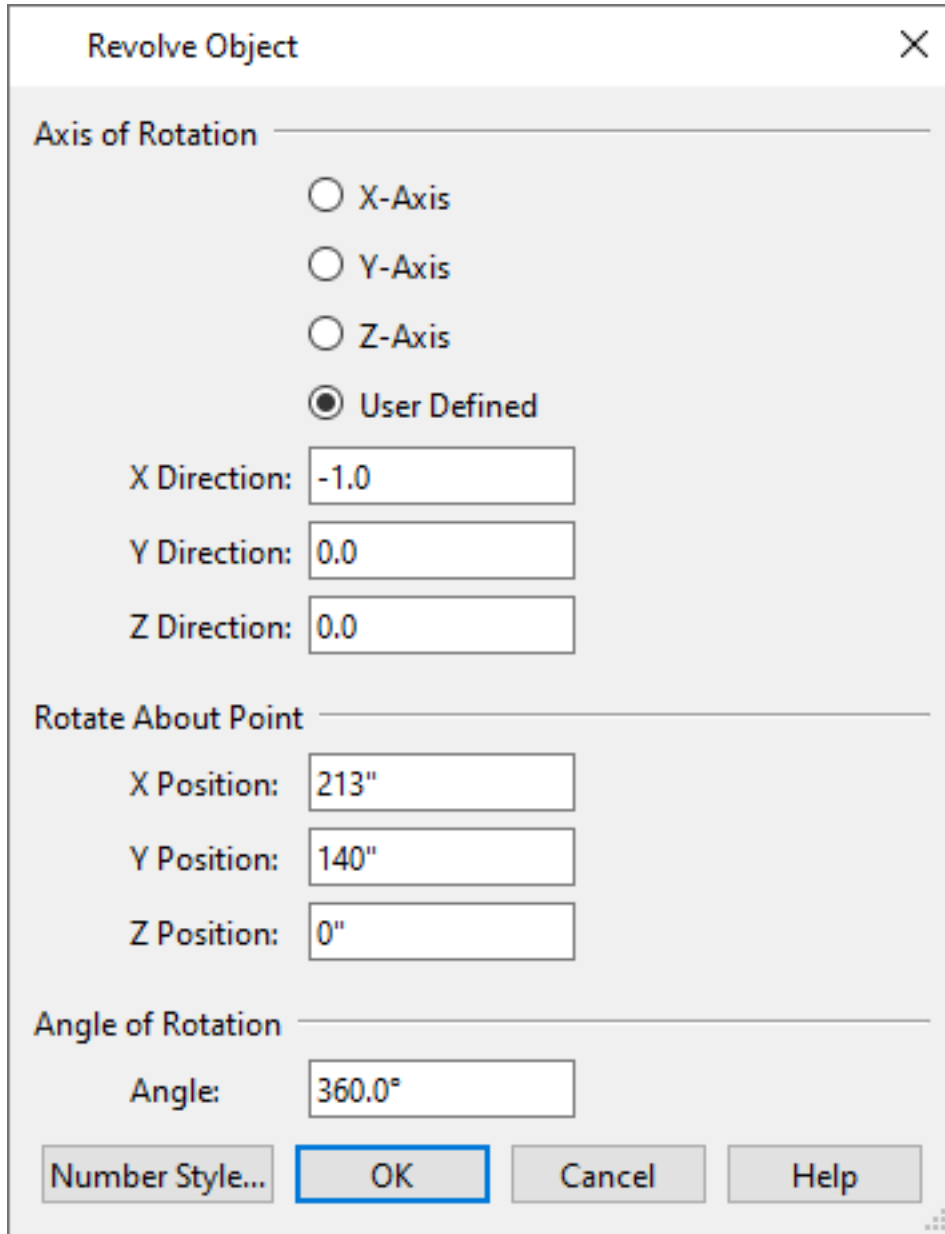 Revolve Object
Axis of Rotation
X-Axis
Y-Axis
Z-Axis
User Defined
X Direction: -1.0
Y Direction: 0.0
Z Direction: 0.0
Rotate About Point
X Position: 213"
Y Position: 140"
Z Position: 0"
Angle of Rotation
Angle: 360.0°
Number Style... OK Cancel Help